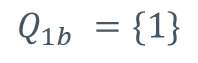 Q1b = {1}